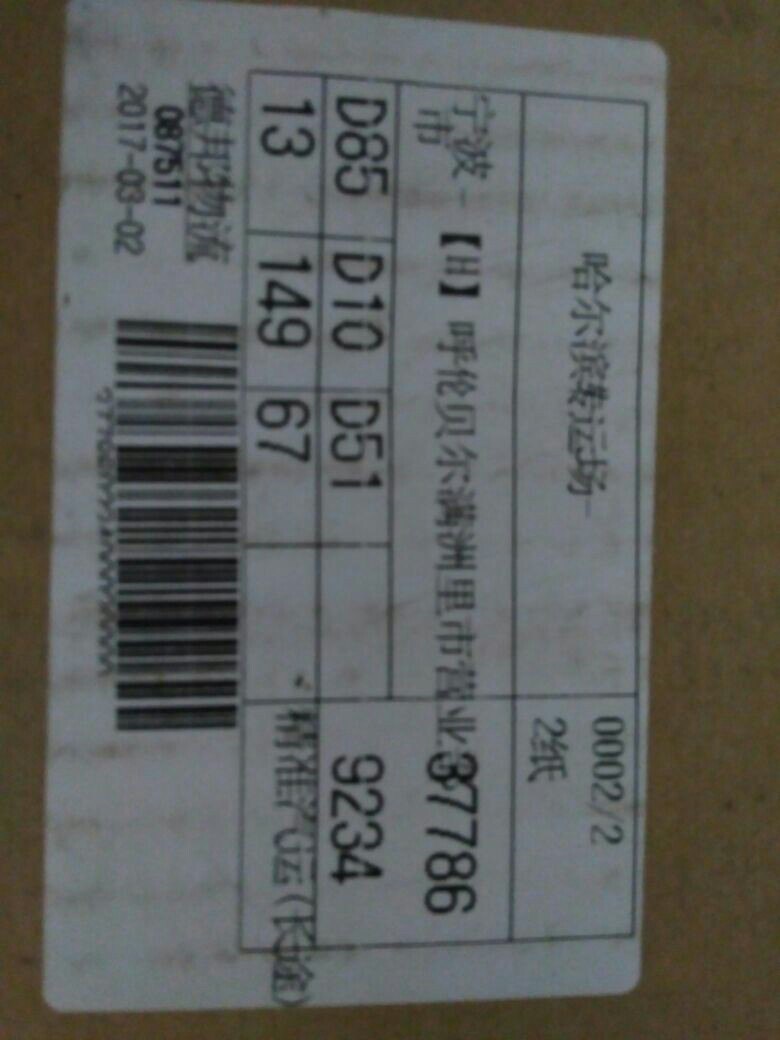 哈尔滨转运场
0002/2
2纸
宁波市-【H】呼伦贝尔满洲里市营业
37786
D85 D10 D51
9234
13 149 67
精准汽运(长途)
德邦物流
087511
2017-03-02